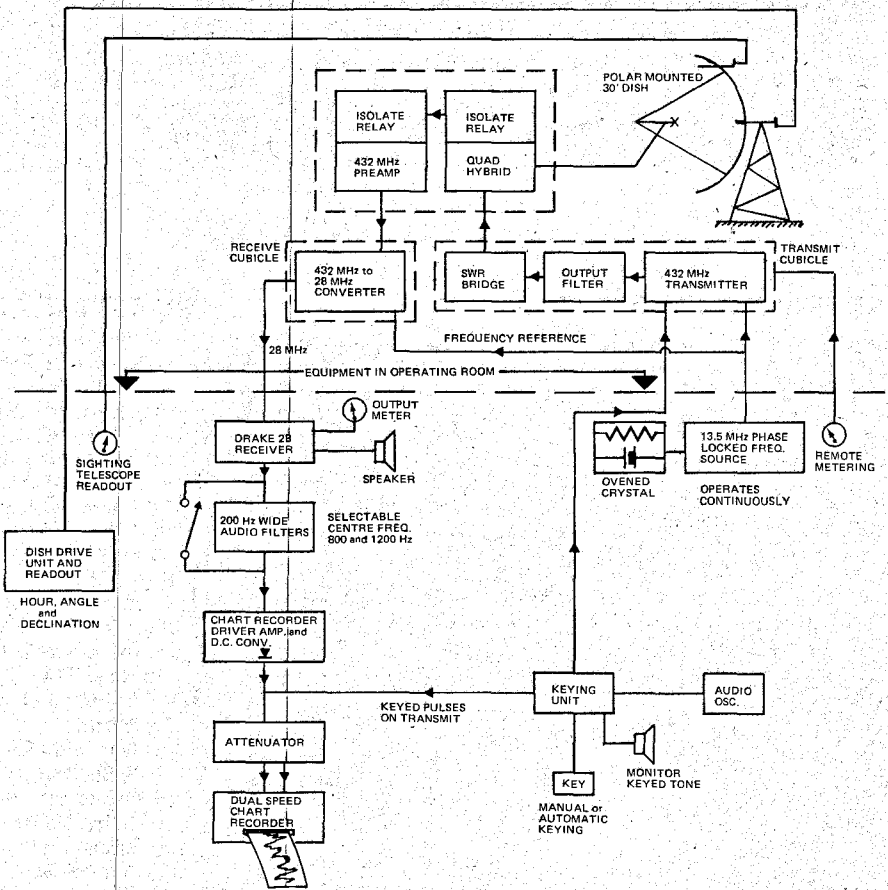 POLAR MOUNTED
30' DISH
ISOLATE
RELAY
ISOLATE
RELAY
432 MHz
PREAMP
QUAD
HYBRID
RECEIVE
CUBICLE
TRANSMIT
CUBICLE
432 MHz to
28 MHz
CONVERTER
SWR
BRIDGE
OUTPUT
FILTER
432 MHz
TRANSMITTER
FREQUENCY REFERENCE
28 MHz
EQUIPMENT IN OPERATING ROOM
OUTPUT
METER
DRAKE 2B
RECEIVER
SPEAKER
SIGHTING
TELESCOPE
READOUT
OVENED
CRYSTAL
13.5 MHz PHASE
LOCKED FREQ.
SOURCE
OPERATES
CONTINUOUSLY
REMOTE
METERING
200 Hz WIDE
AUDIO FILTERS
SELECTABLE
CENTRE FREQ.
800 and 1200 Hz
DISH DRIVE
UNIT AND
READOUT
HOUR, ANGLE
and
DECLINATION
CHART RECORDER
DRIVER AMP, and
D.C. CONV.
KEYED PULSES
ON TRANSMIT
KEYING
UNIT
AUDIO
OSC.
ATTENUATOR
MONITOR
KEYED TONE
KEY
MANUAL or
AUTOMATIC
KEYING
DUAL SPEED
CHART
RECORDER